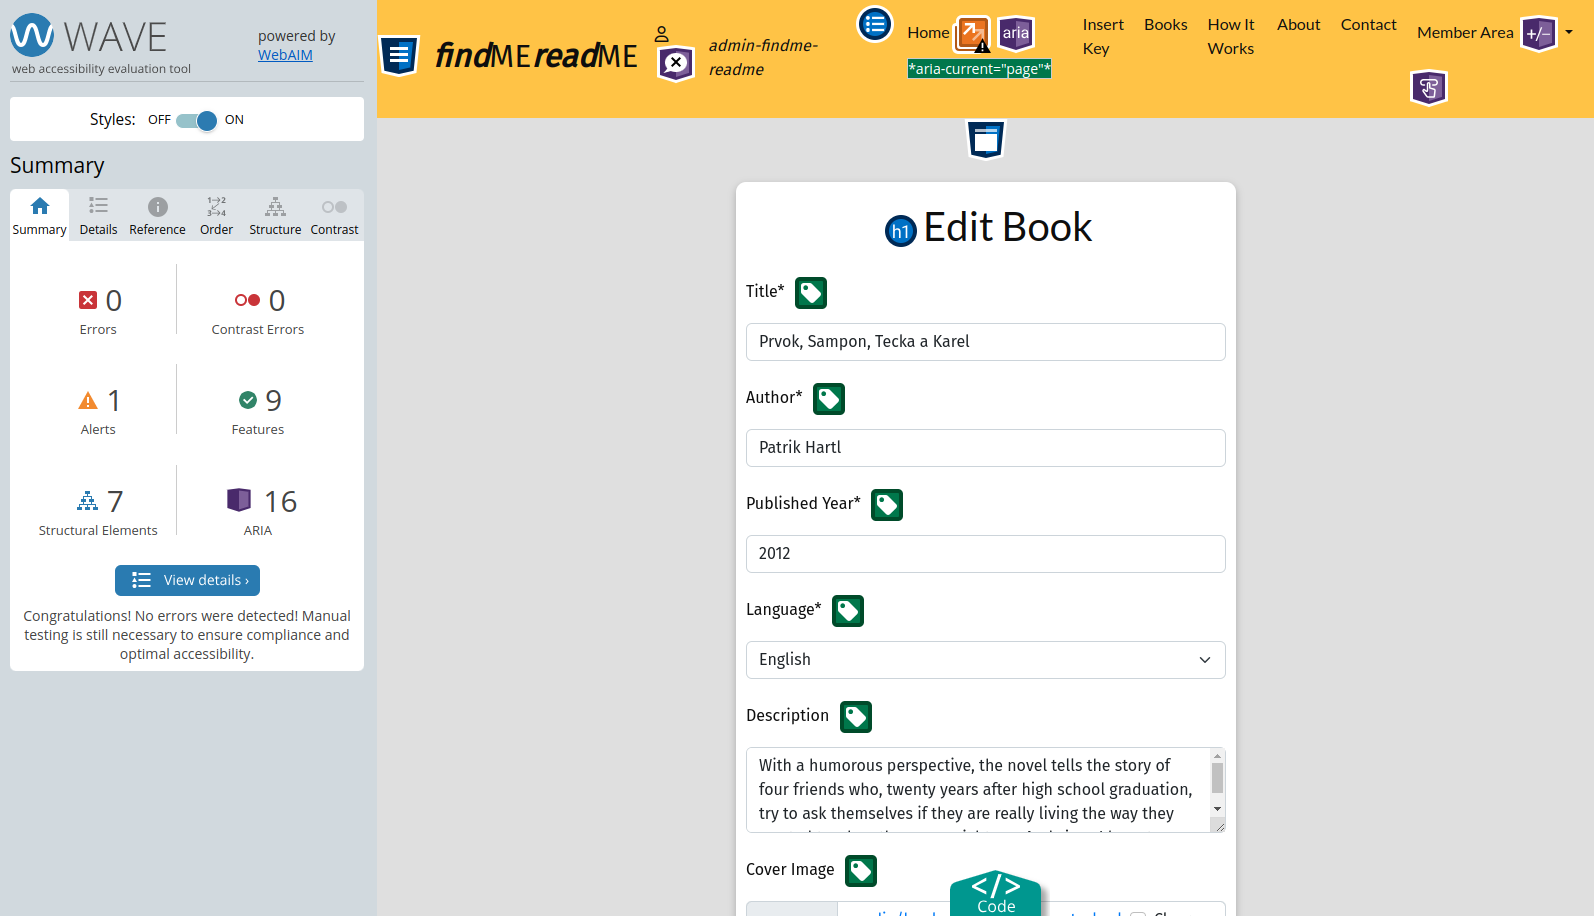 WAVE
web accessibility evaluation tool
powered by
WebAIM
Styles: OFF ON
Summary
Summary Details Reference Order Structure Contrast
0
Errors
0
Contrast Errors
1
Alerts
9
Features
7
Structural Elements
16
ARIA
View details ›
Congratulations! No errors were detected! Manual
testing is still necessary to ensure compliance and
optimal accessibility.
findMEreadME
admin-findme-
readme
Home
aria
*aria-current="page"*
Insert
Key
Books
How It
Works
About
Contact
Member Area
+/−
h1 Edit Book
Title*
Prvok, Sampon, Tecka a Karel
Author*
Patrik Hartl
Published Year*
2012
Language*
English
Description
With a humorous perspective, the novel tells the story of
four friends who, twenty years after high school graduation,
try to ask themselves if they are really living the way they
Cover Image
</>
Code